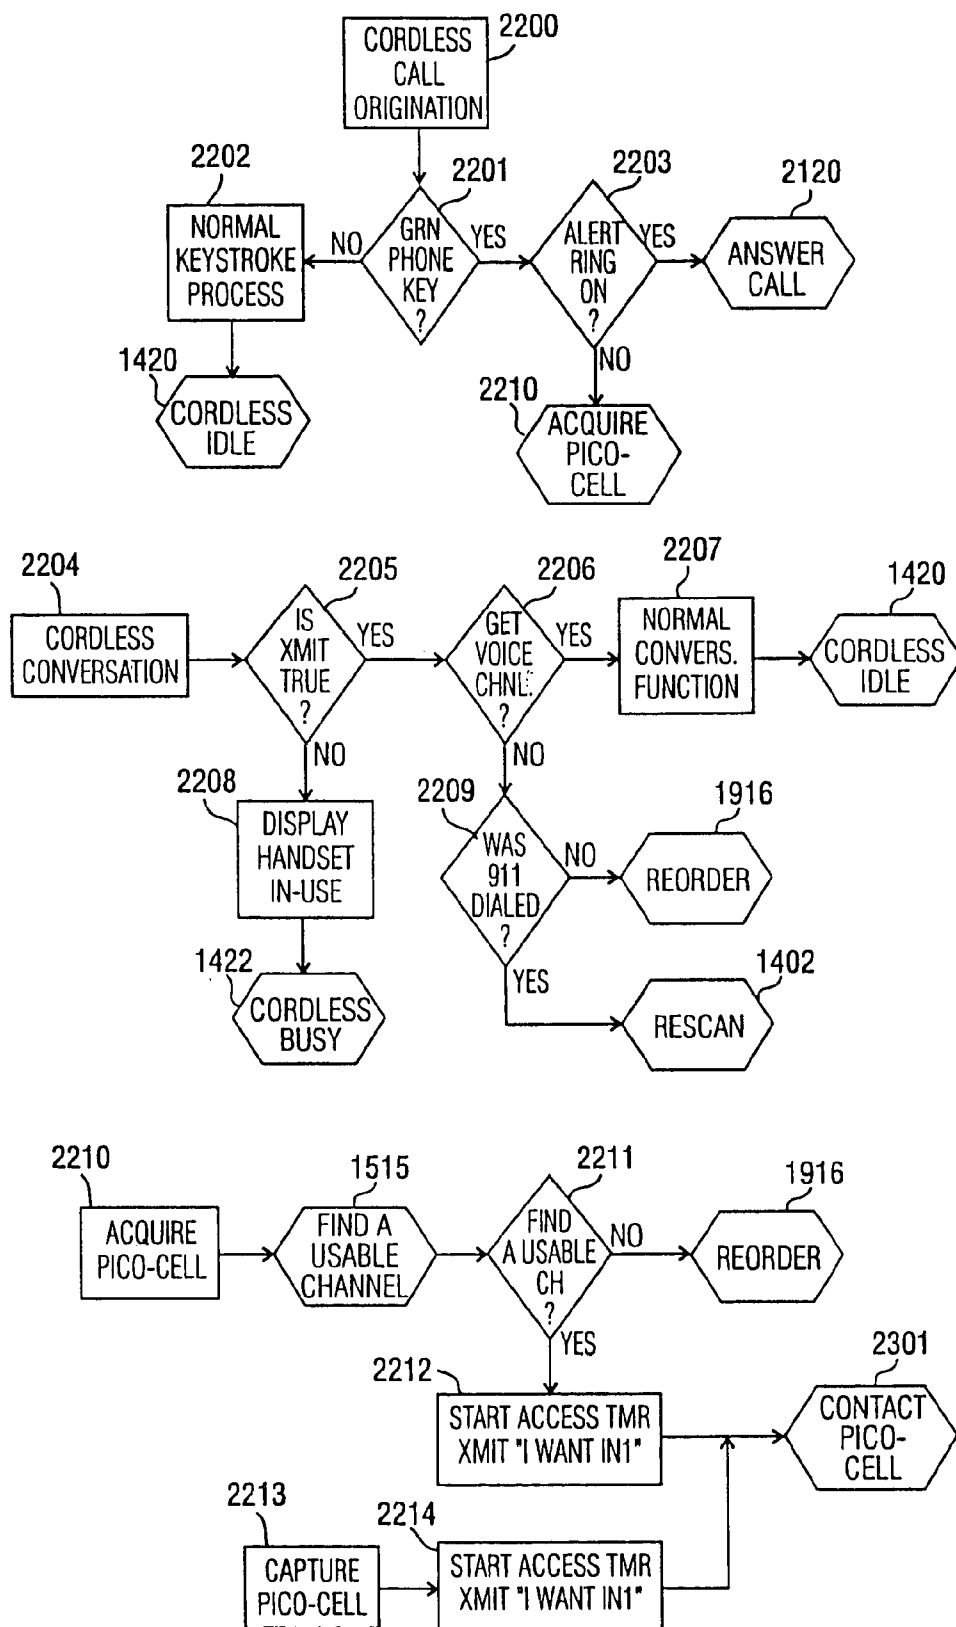 2200
CORDLESS
CALL
ORIGINATION
2202
2201
2203
2120
NORMAL
KEYSTROKE
PROCESS
NO
GRN
PHONE
KEY
?
YES
ALERT
RING
ON
?
YES
ANSWER
CALL
1420
CORDLESS
IDLE
NO
2210
ACQUIRE
PICO-
CELL
2204
2205
2206
2207
1420
CORDLESS
CONVERSATION
IS
XMIT
TRUE
?
YES
GET
VOICE
CHNL.
?
YES
NORMAL
CONVERS.
FUNCTION
CORDLESS
IDLE
NO
NO
2208
DISPLAY
HANDSET
IN-USE
2209
WAS
911
DIALED
?
NO
1916
REORDER
1422
CORDLESS
BUSY
YES
1402
RESCAN
2210
1515
2211
1916
ACQUIRE
PICO-CELL
FIND A
USABLE
CHANNEL
FIND
A USABLE
CH
?
NO
REORDER
YES
2212
START ACCESS TMR
XMIT "I WANT IN1"
2301
CONTACT
PICO-
CELL
2213
CAPTURE
PICO-CELL
2214
START ACCESS TMR
XMIT "I WANT IN1"